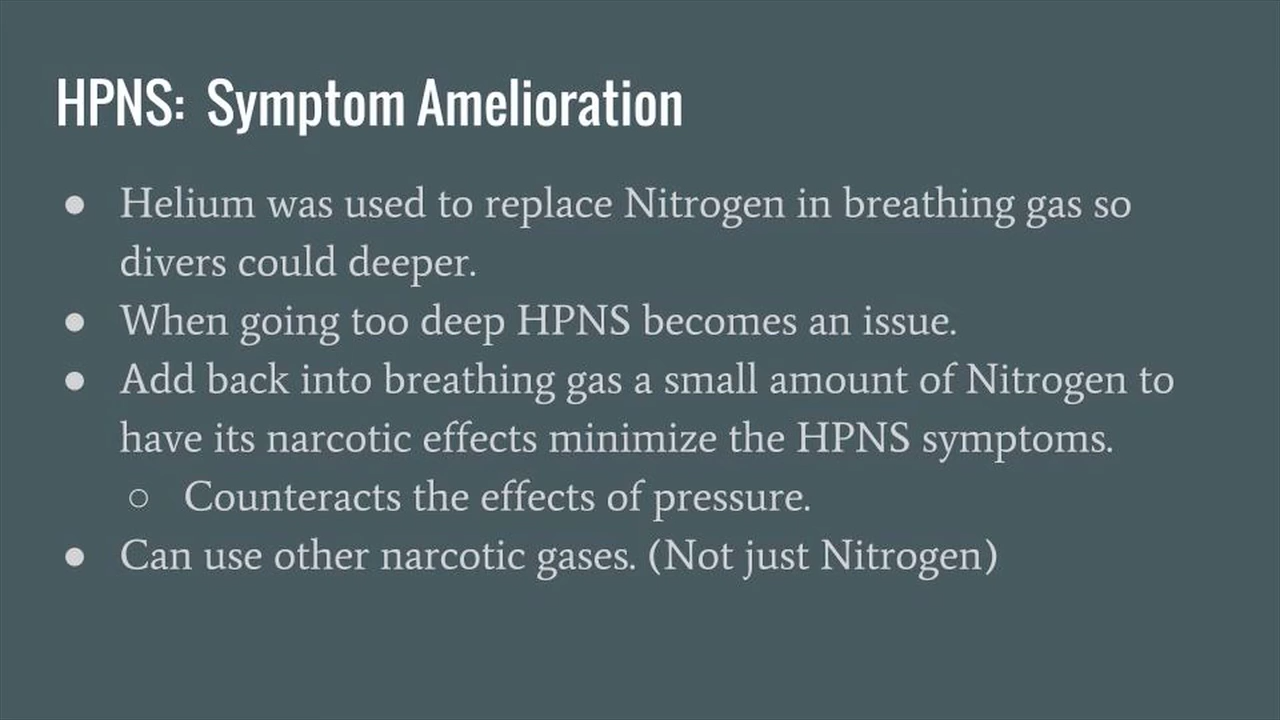 HPNS: Symptom Amelioration
● Helium was used to replace Nitrogen in breathing gas so
divers could deeper.
● When going too deep HPNS becomes an issue.
● Add back into breathing gas a small amount of Nitrogen to
have its narcotic effects minimize the HPNS symptoms.
○ Counteracts the effects of pressure.
● Can use other narcotic gases. (Not just Nitrogen)